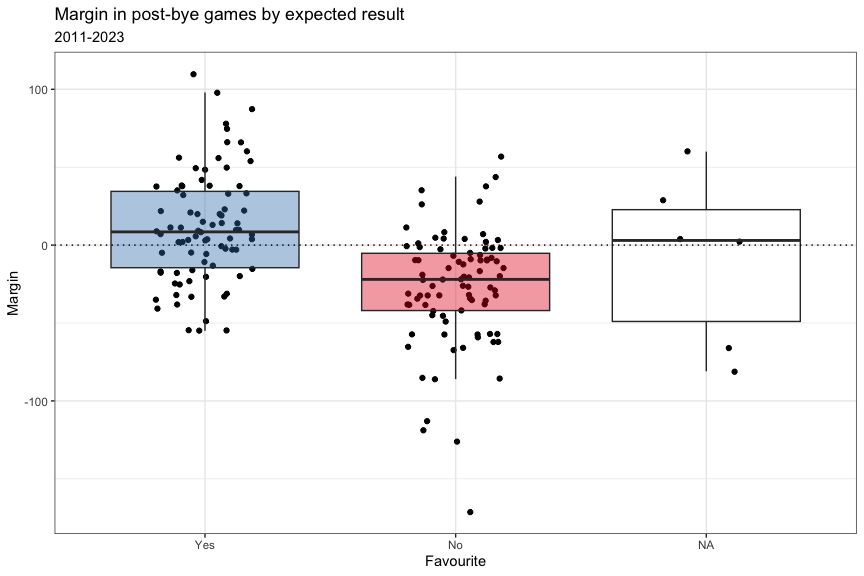 Margin in post-bye games by expected result
2011-2023
Margin
100
0
-100
Yes
No
NA
Favourite